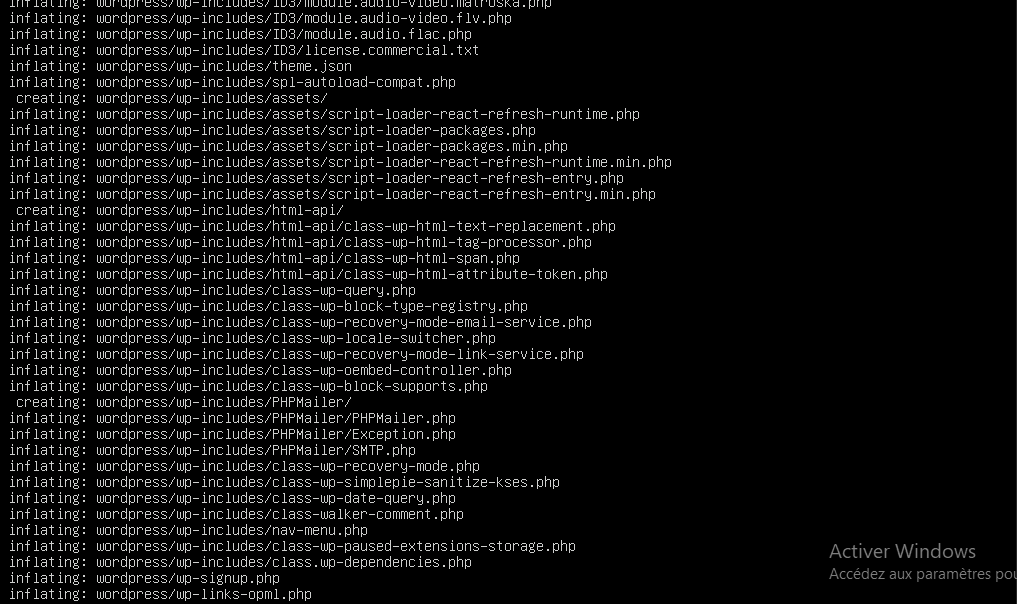 inflating: wordpress/wp-includes/ID3/module.audio-video.matroska.php
inflating: wordpress/wp-includes/ID3/module.audio-video.flv.php
inflating: wordpress/wp-includes/ID3/module.audio.flac.php
inflating: wordpress/wp-includes/ID3/license.commercial.txt
inflating: wordpress/wp-includes/theme.json
inflating: wordpress/wp-includes/spl-autoload-compat.php
creating: wordpress/wp-includes/assets/
inflating: wordpress/wp-includes/assets/script-loader-react-refresh-runtime.php
inflating: wordpress/wp-includes/assets/script-loader-packages.php
inflating: wordpress/wp-includes/assets/script-loader-packages.min.php
inflating: wordpress/wp-includes/assets/script-loader-react-refresh-runtime.min.php
inflating: wordpress/wp-includes/assets/script-loader-react-refresh-entry.php
inflating: wordpress/wp-includes/assets/script-loader-react-refresh-entry.min.php
creating: wordpress/wp-includes/html-api/
inflating: wordpress/wp-includes/html-api/class-wp-html-text-replacement.php
inflating: wordpress/wp-includes/html-api/class-wp-html-tag-processor.php
inflating: wordpress/wp-includes/html-api/class-wp-html-span.php
inflating: wordpress/wp-includes/html-api/class-wp-html-attribute-token.php
inflating: wordpress/wp-includes/class-wp-query.php
inflating: wordpress/wp-includes/class-wp-block-type-registry.php
inflating: wordpress/wp-includes/class-wp-recovery-mode-email-service.php
inflating: wordpress/wp-includes/class-wp-locale-switcher.php
inflating: wordpress/wp-includes/class-wp-recovery-mode-link-service.php
inflating: wordpress/wp-includes/class-wp-oembed-controller.php
inflating: wordpress/wp-includes/class-wp-block-supports.php
creating: wordpress/wp-includes/PHPMailer/
inflating: wordpress/wp-includes/PHPMailer/PHPMailer.php
inflating: wordpress/wp-includes/PHPMailer/Exception.php
inflating: wordpress/wp-includes/PHPMailer/SMTP.php
inflating: wordpress/wp-includes/class-wp-recovery-mode.php
inflating: wordpress/wp-includes/class-wp-simplepie-sanitize-kses.php
inflating: wordpress/wp-includes/class-wp-date-query.php
inflating: wordpress/wp-includes/class-walker-comment.php
inflating: wordpress/wp-includes/nav-menu.php
inflating: wordpress/wp-includes/class-wp-paused-extensions-storage.php
inflating: wordpress/wp-includes/class.wp-dependencies.php
inflating: wordpress/wp-signup.php
inflating: wordpress/wp-links-opml.php
Activer Windows
Accédez aux paramètres pou